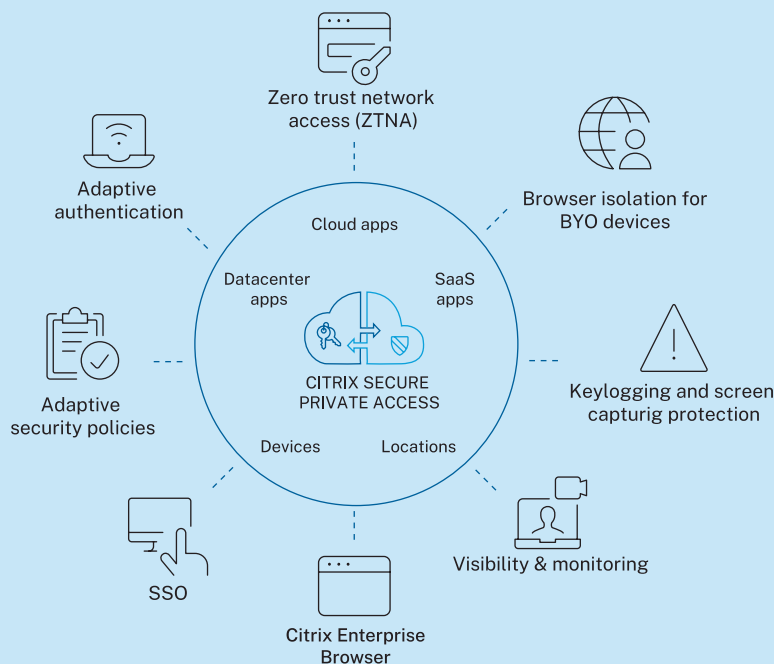 Zero trust network
access (ZTNA)
Adaptive
authentication
Browser isolation for
BYO devices
Cloud apps
Datacenter
apps
SaaS
apps
CITRIX SECURE
PRIVATE ACCESS
Adaptive
security policies
Keylogging and screen
capturig protection
Devices
Locations
SSO
Visibility & monitoring
Citrix Enterprise
Browser